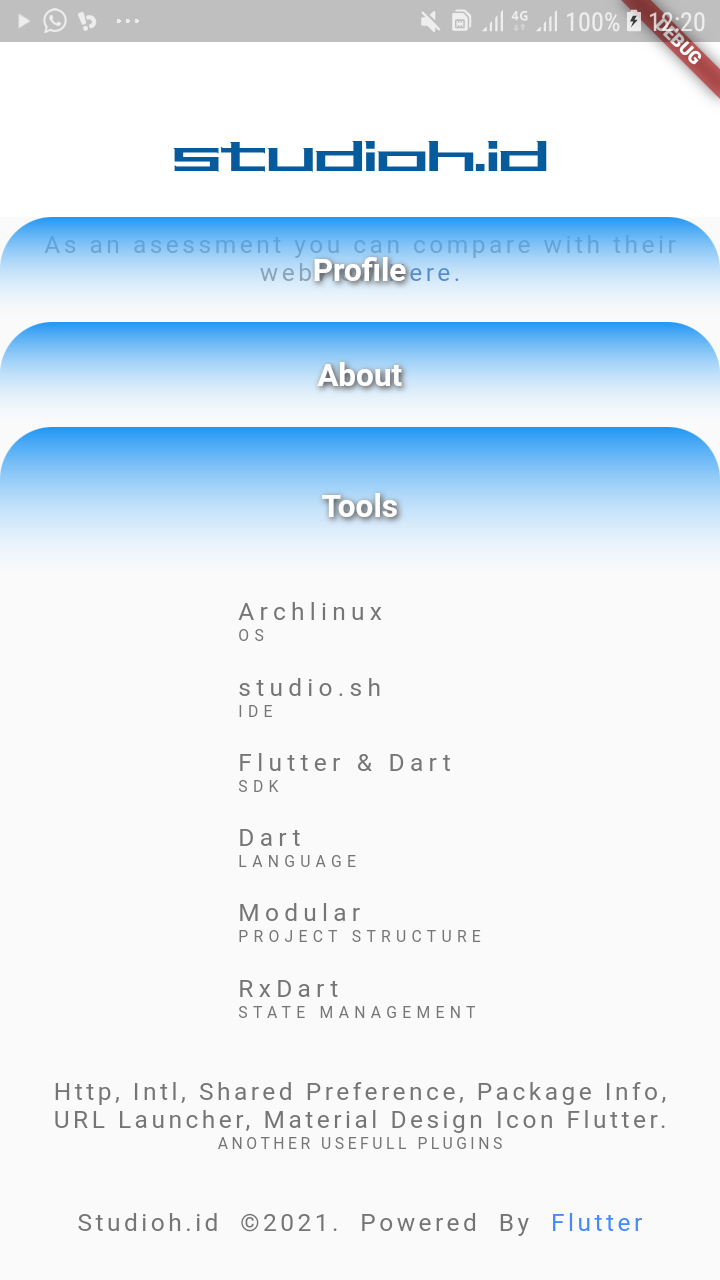 4G 100% 12:20
DEBUG
studioh.id
As an asessment you can compare with their
web ere.
Profile
About
Tools
Archlinux
OS
studio.sh
IDE
Flutter & Dart
SDK
Dart
LANGUAGE
Modular
PROJECT STRUCTURE
RxDart
STATE MANAGEMENT
Http, Intl, Shared Preference, Package Info,
URL Launcher, Material Design Icon Flutter.
ANOTHER USEFULL PLUGINS
Studioh.id ©2021. Powered By Flutter